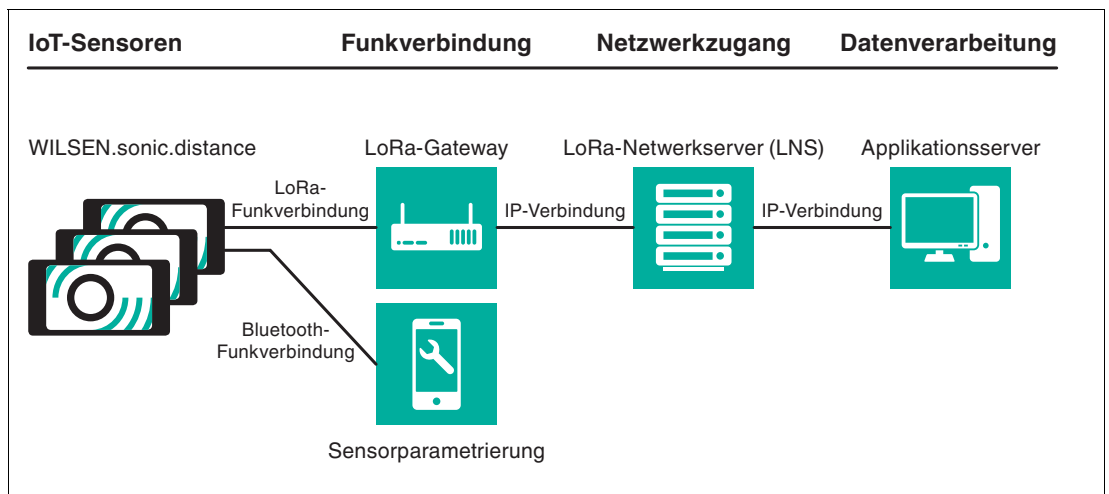 IoT-Sensoren Funkverbindung Netzwerkzugang Datenverarbeitung
WILSEN.sonic.distance LoRa-Gateway LoRa-Netwerkserver (LNS) Applikationsserver
LoRa-
Funkverbindung IP-Verbindung IP-Verbindung
Bluetooth-
Funkverbindung
Sensorparametrierung